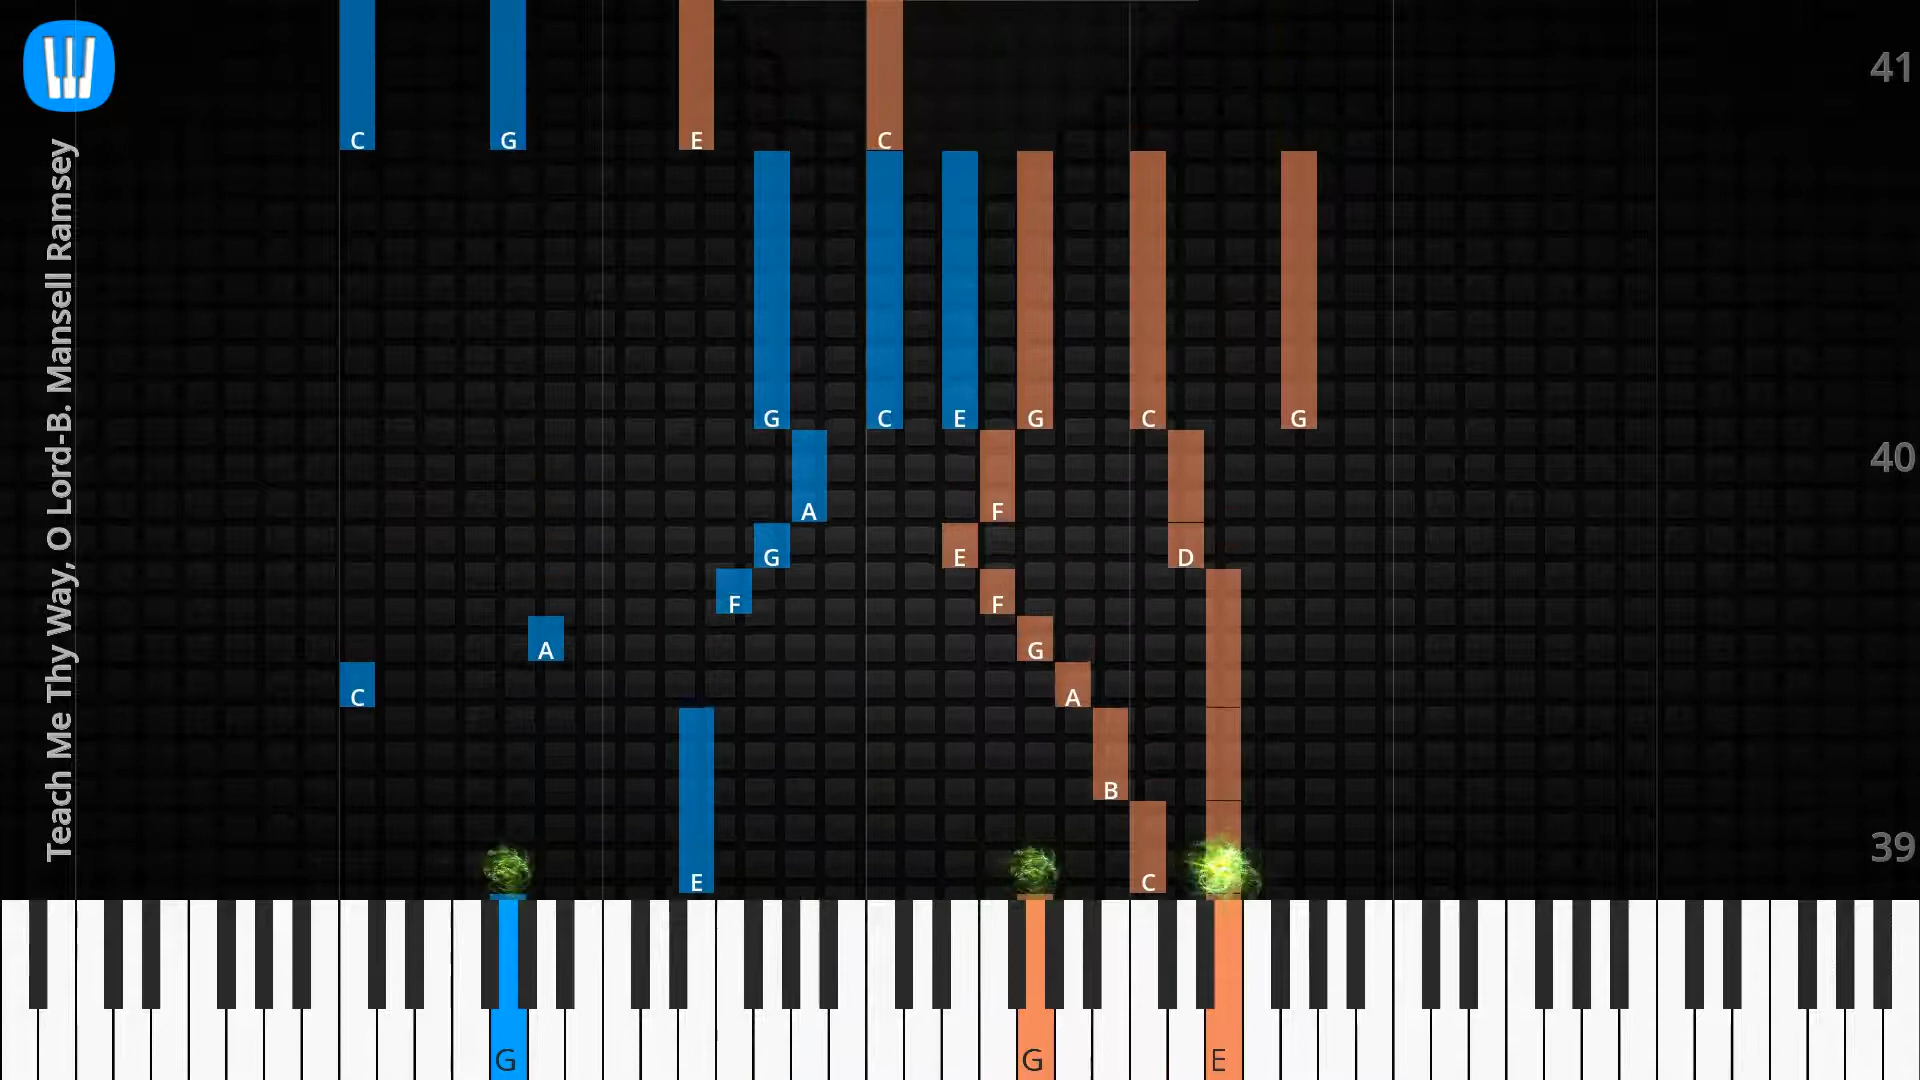 Teach Me Thy Way, O Lord-B. Mansell Ramsey
41
C G E C
G C E G C G
40
A F
G E D
F F
A G
C A
B
39
E C
G G E